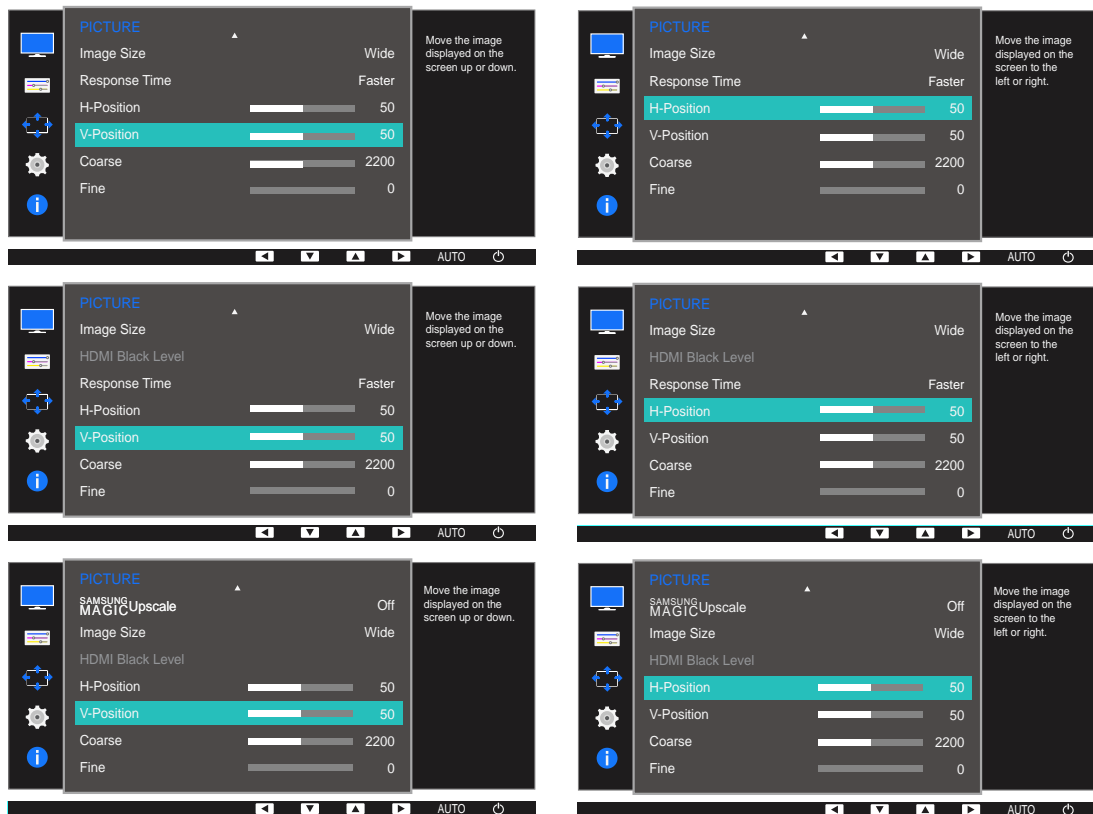 PICTURE
Image Size Wide
Response Time Faster
H-Position 50
V-Position 50
Coarse 2200
Fine 0
Move the image
displayed on the
screen up or down.
AUTO
PICTURE
Image Size Wide
Response Time Faster
H-Position 50
V-Position 50
Coarse 2200
Fine 0
Move the image
displayed on the
screen to the
left or right.
AUTO
PICTURE
Image Size Wide
HDMI Black Level
Response Time Faster
H-Position 50
V-Position 50
Coarse 2200
Fine 0
Move the image
displayed on the
screen up or down.
AUTO
PICTURE
Image Size Wide
HDMI Black Level
Response Time Faster
H-Position 50
V-Position 50
Coarse 2200
Fine 0
Move the image
displayed on the
screen to the
left or right.
AUTO
PICTURE
SAMSUNG
MAGICUpscale Off
Image Size Wide
HDMI Black Level
H-Position 50
V-Position 50
Coarse 2200
Fine 0
Move the image
displayed on the
screen up or down.
AUTO
PICTURE
SAMSUNG
MAGICUpscale Off
Image Size Wide
HDMI Black Level
H-Position 50
V-Position 50
Coarse 2200
Fine 0
Move the image
displayed on the
screen to the
left or right.
AUTO